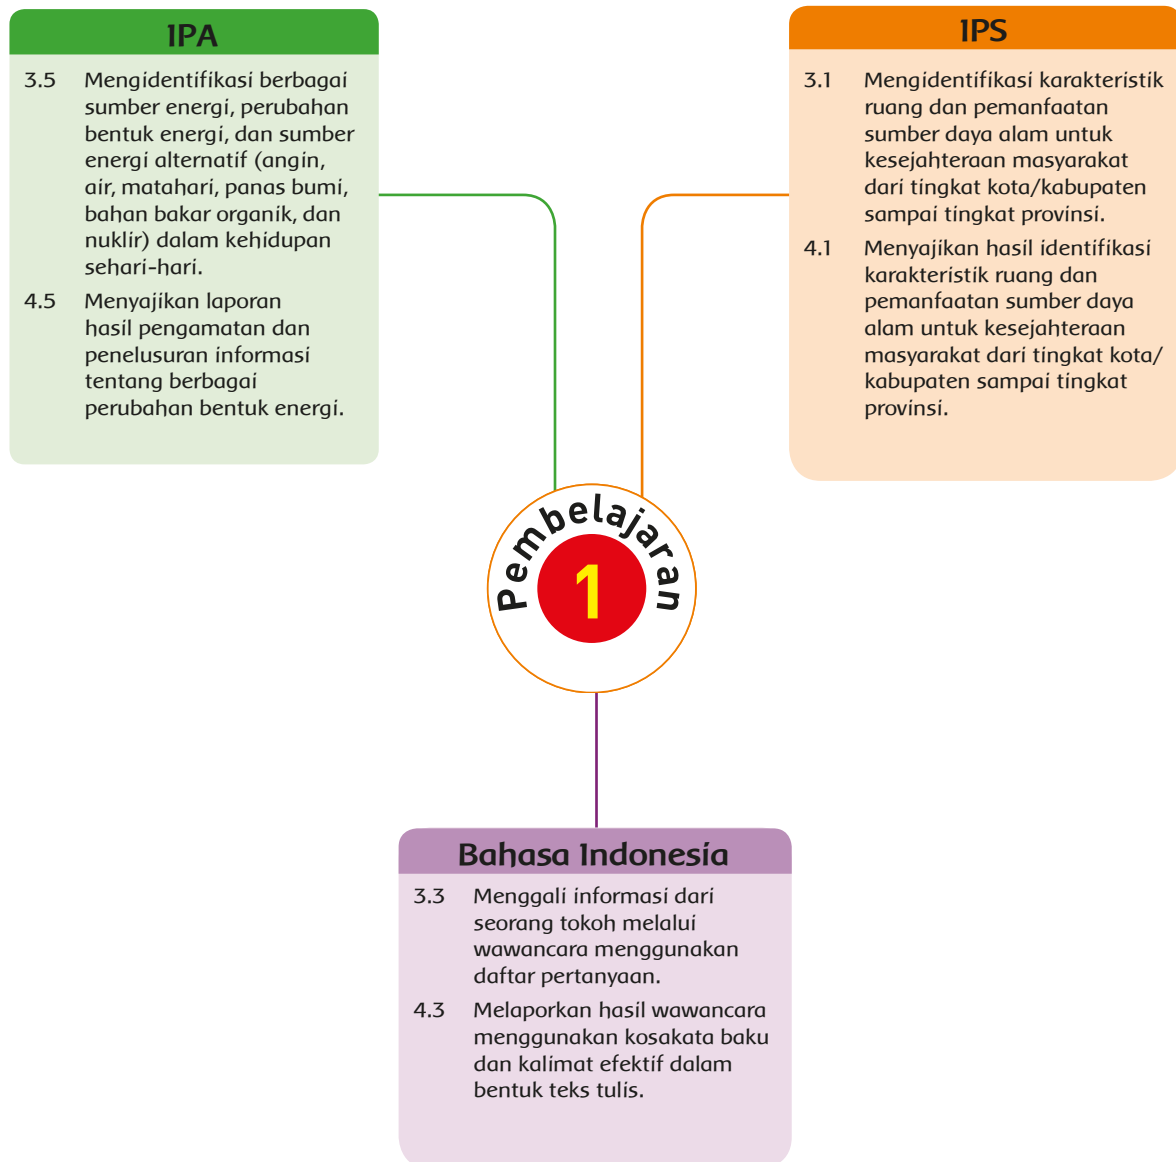 IPA
3.5 Mengidentifikasi berbagai
sumber energi, perubahan
bentuk energi, dan sumber
energi alternatif (angin,
air, matahari, panas bumi,
bahan bakar organik, dan
nuklir) dalam kehidupan
sehari-hari.
4.5 Menyajikan laporan
hasil pengamatan dan
penelusuran informasi
tentang berbagai
perubahan bentuk energi.
IPS
3.1 Mengidentifikasi karakteristik
ruang dan pemanfaatan
sumber daya alam untuk
kesejahteraan masyarakat
dari tingkat kota/kabupaten
sampai tingkat provinsi.
4.1 Menyajikan hasil identifikasi
karakteristik ruang dan
pemanfaatan sumber daya
alam untuk kesejahteraan
masyarakat dari tingkat kota/
kabupaten sampai tingkat
provinsi.
Pembelajaran
1
Bahasa Indonesia
3.3 Menggali informasi dari
seorang tokoh melalui
wawancara menggunakan
daftar pertanyaan.
4.3 Melaporkan hasil wawancara
menggunakan kosakata baku
dan kalimat efektif dalam
bentuk teks tulis.